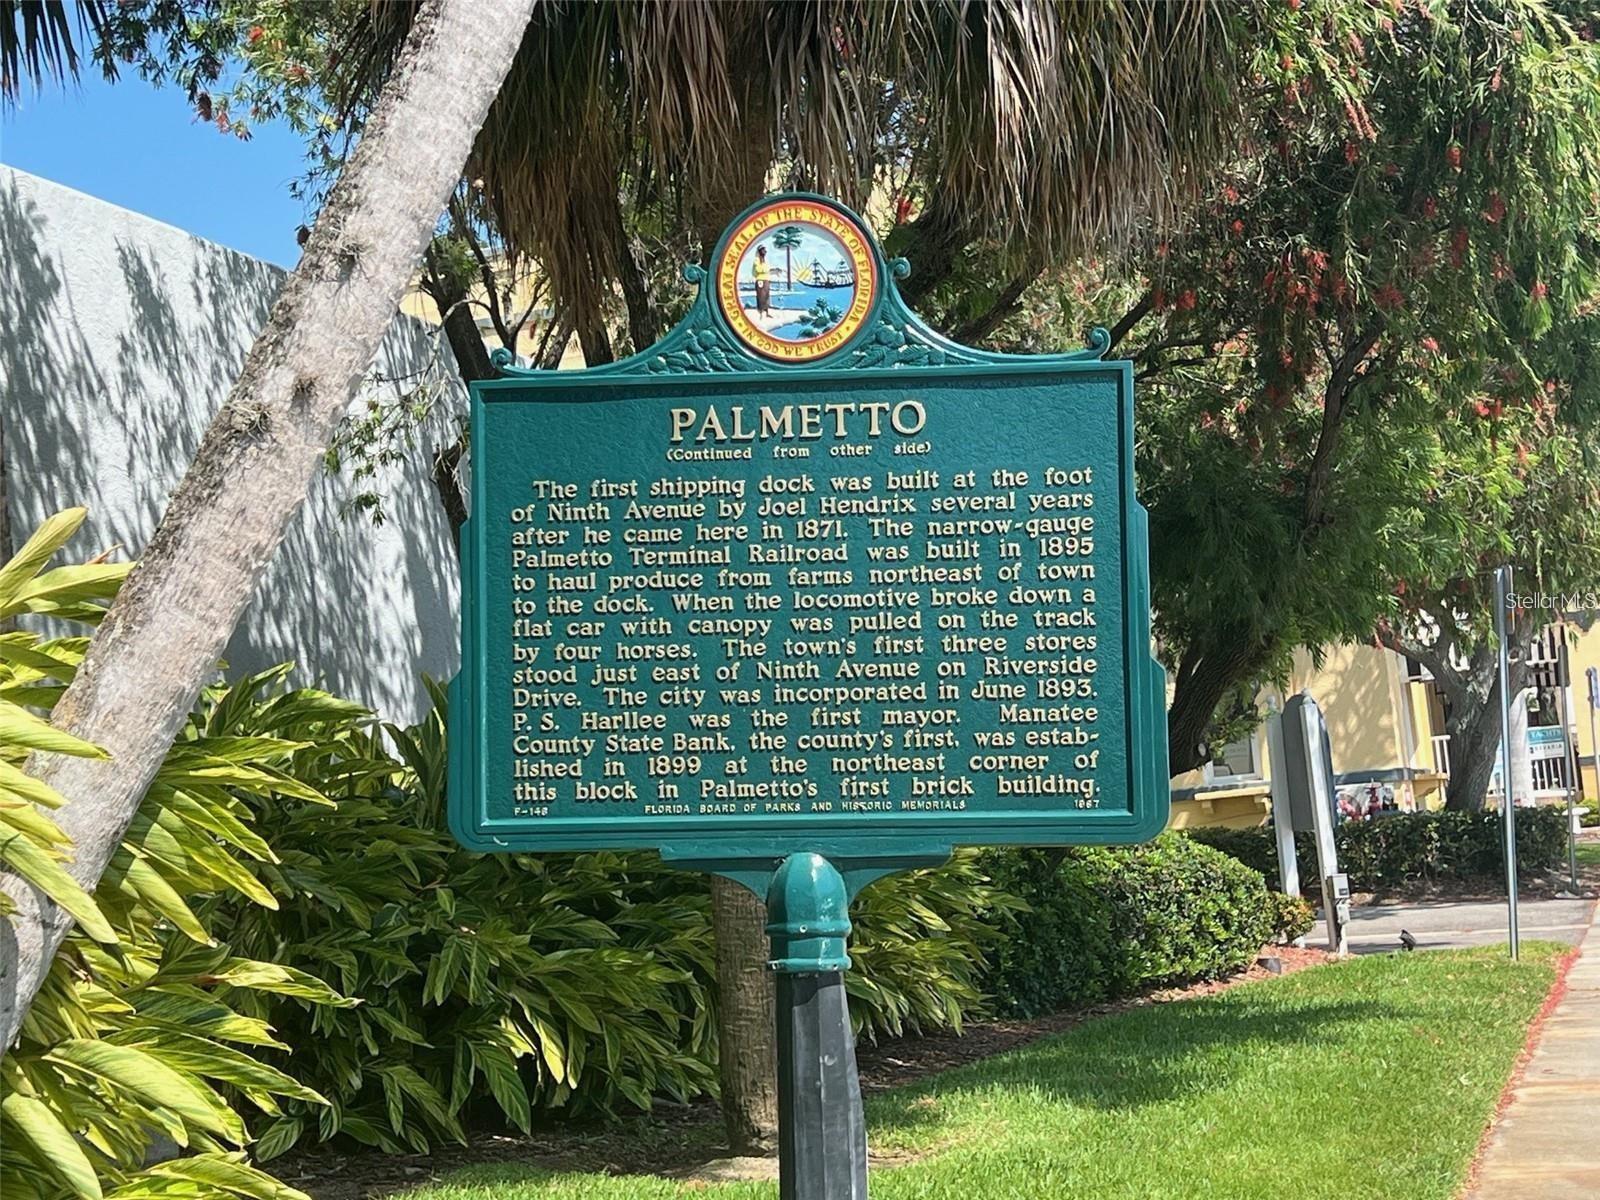 GREAT SEAL OF THE STATE OF FLORIDA
IN GOD WE TRUST
PALMETTO
(Continued from other side)
The first shipping dock was built at the foot
of Ninth Avenue by Joel Hendrix several years
after he came here in 1871. The narrow-gauge
Palmetto Terminal Railroad was built in 1895
to haul produce from farms northeast of town
to the dock. When the locomotive broke down a
flat car with canopy was pulled on the track
by four horses. The town's first three stores
stood just east of Ninth Avenue on Riverside
Drive. The city was incorporated in June 1893.
P. S. Harllee was the first mayor. Manatee
County State Bank, the county's first, was estab-
lished in 1899 at the northeast corner of
this block in Palmetto's first brick building.
F-148 FLORIDA BOARD OF PARKS AND HISTORIC MEMORIALS 1967
StellarMLS
YACHTS